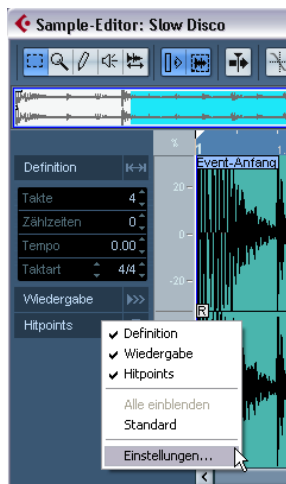 Sample-Editor: Slow Disco
%
1
Event-Anfang
Definition
20
Takte 4
Zählzeiten 0
0
Tempo 0.00
Taktart 4/4
-20
Wiedergabe
Hitpoints
R
Definition
Wiedergabe
Hitpoints
Alle einblenden
Standard
Einstellungen...